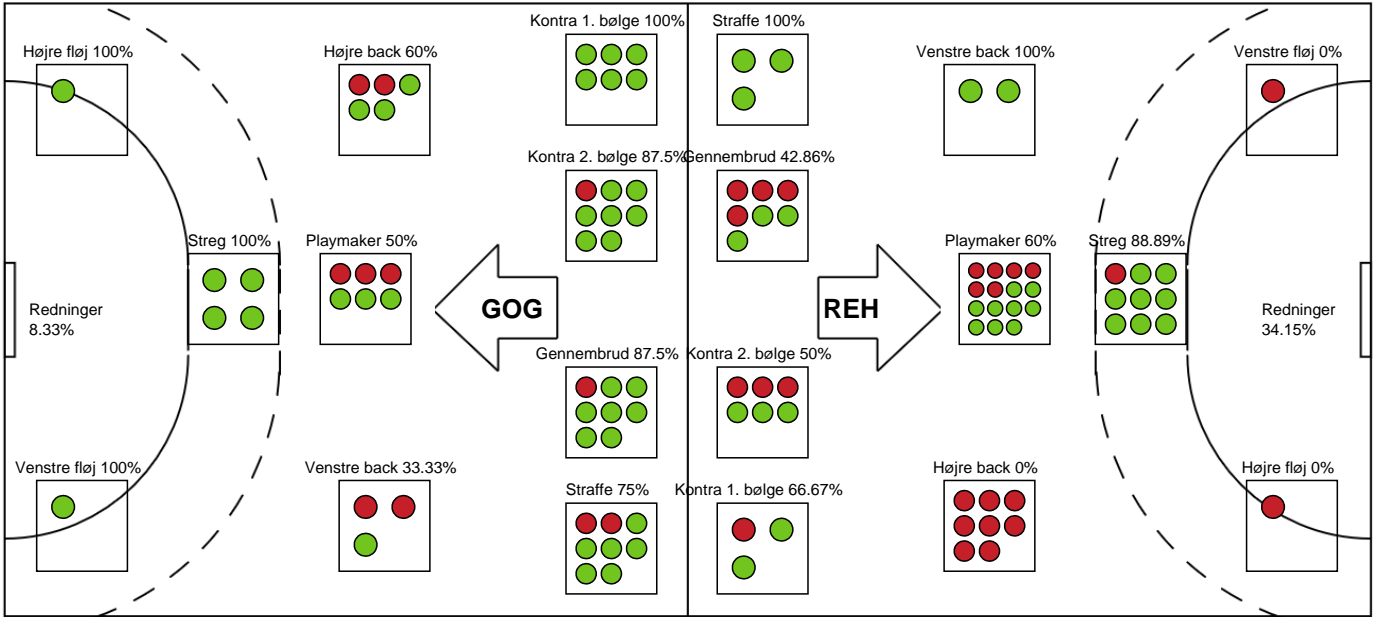 Kontra 1. bølge 100%
Straffe 100%
Højre fløj 100%
Højre back 60%
Venstre back 100%
Venstre fløj 0%
Kontra 2. bølge 87.5%
Gennembrud 42.86%
Streg 100%
Playmaker 50%
Playmaker 60%
Streg 88.89%
Redninger
8.33%
GOG
REH
Redninger
34.15%
Gennembrud 87.5%
Kontra 2. bølge 50%
Venstre fløj 100%
Venstre back 33.33%
Højre back 0%
Højre fløj 0%
Straffe 75%
Kontra 1. bølge 66.67%